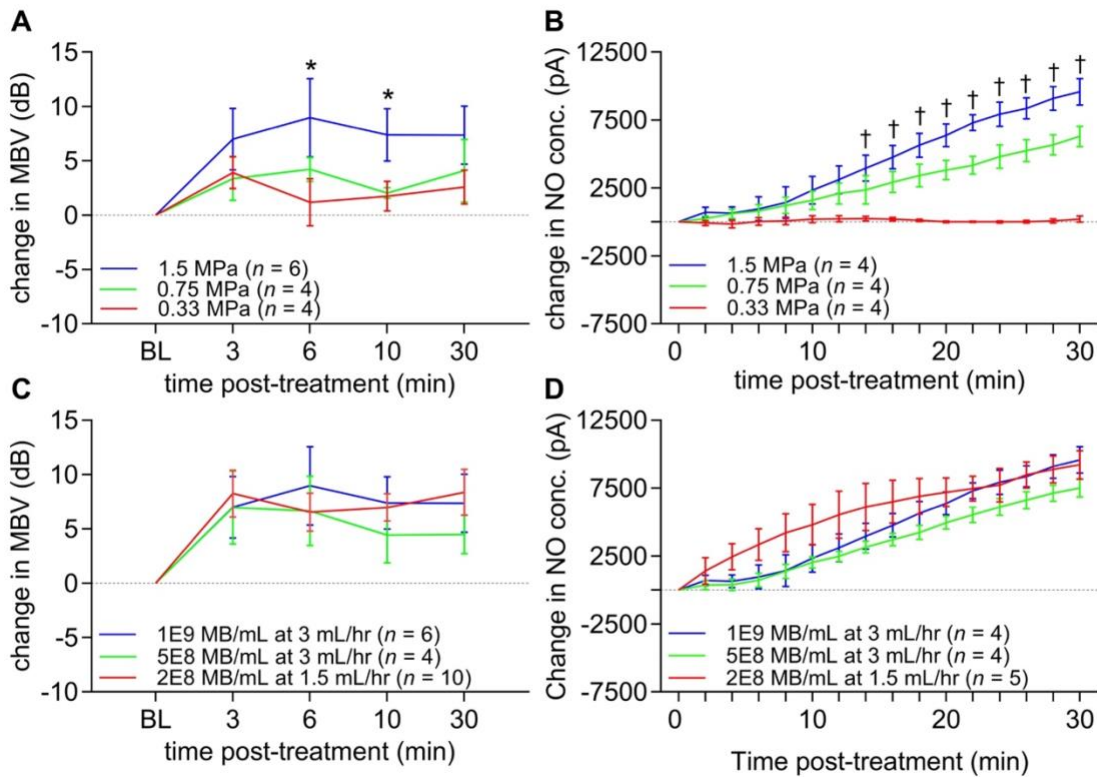 A
change in MBV (dB)
15
10
5
0
-5
-10
* *
1.5 MPa (n = 6)
0.75 MPa (n = 4)
0.33 MPa (n = 4)
BL 3 6 10 30
time post-treatment (min)
B
change in NO conc. (pA)
12500
7500
2500
-2500
-7500
† † † † † † † † †
1.5 MPa (n = 4)
0.75 MPa (n = 4)
0.33 MPa (n = 4)
0 10 20 30
time post-treatment (min)
C
change in MBV (dB)
15
10
5
0
-5
-10
1E9 MB/mL at 3 mL/hr (n = 6)
5E8 MB/mL at 3 mL/hr (n = 4)
2E8 MB/mL at 1.5 mL/hr (n = 10)
BL 3 6 10 30
time post-treatment (min)
D
Change in NO conc. (pA)
12500
7500
2500
-2500
-7500
1E9 MB/mL at 3 mL/hr (n = 4)
5E8 MB/mL at 3 mL/hr (n = 4)
2E8 MB/mL at 1.5 mL/hr (n = 5)
0 10 20 30
Time post-treatment (min)